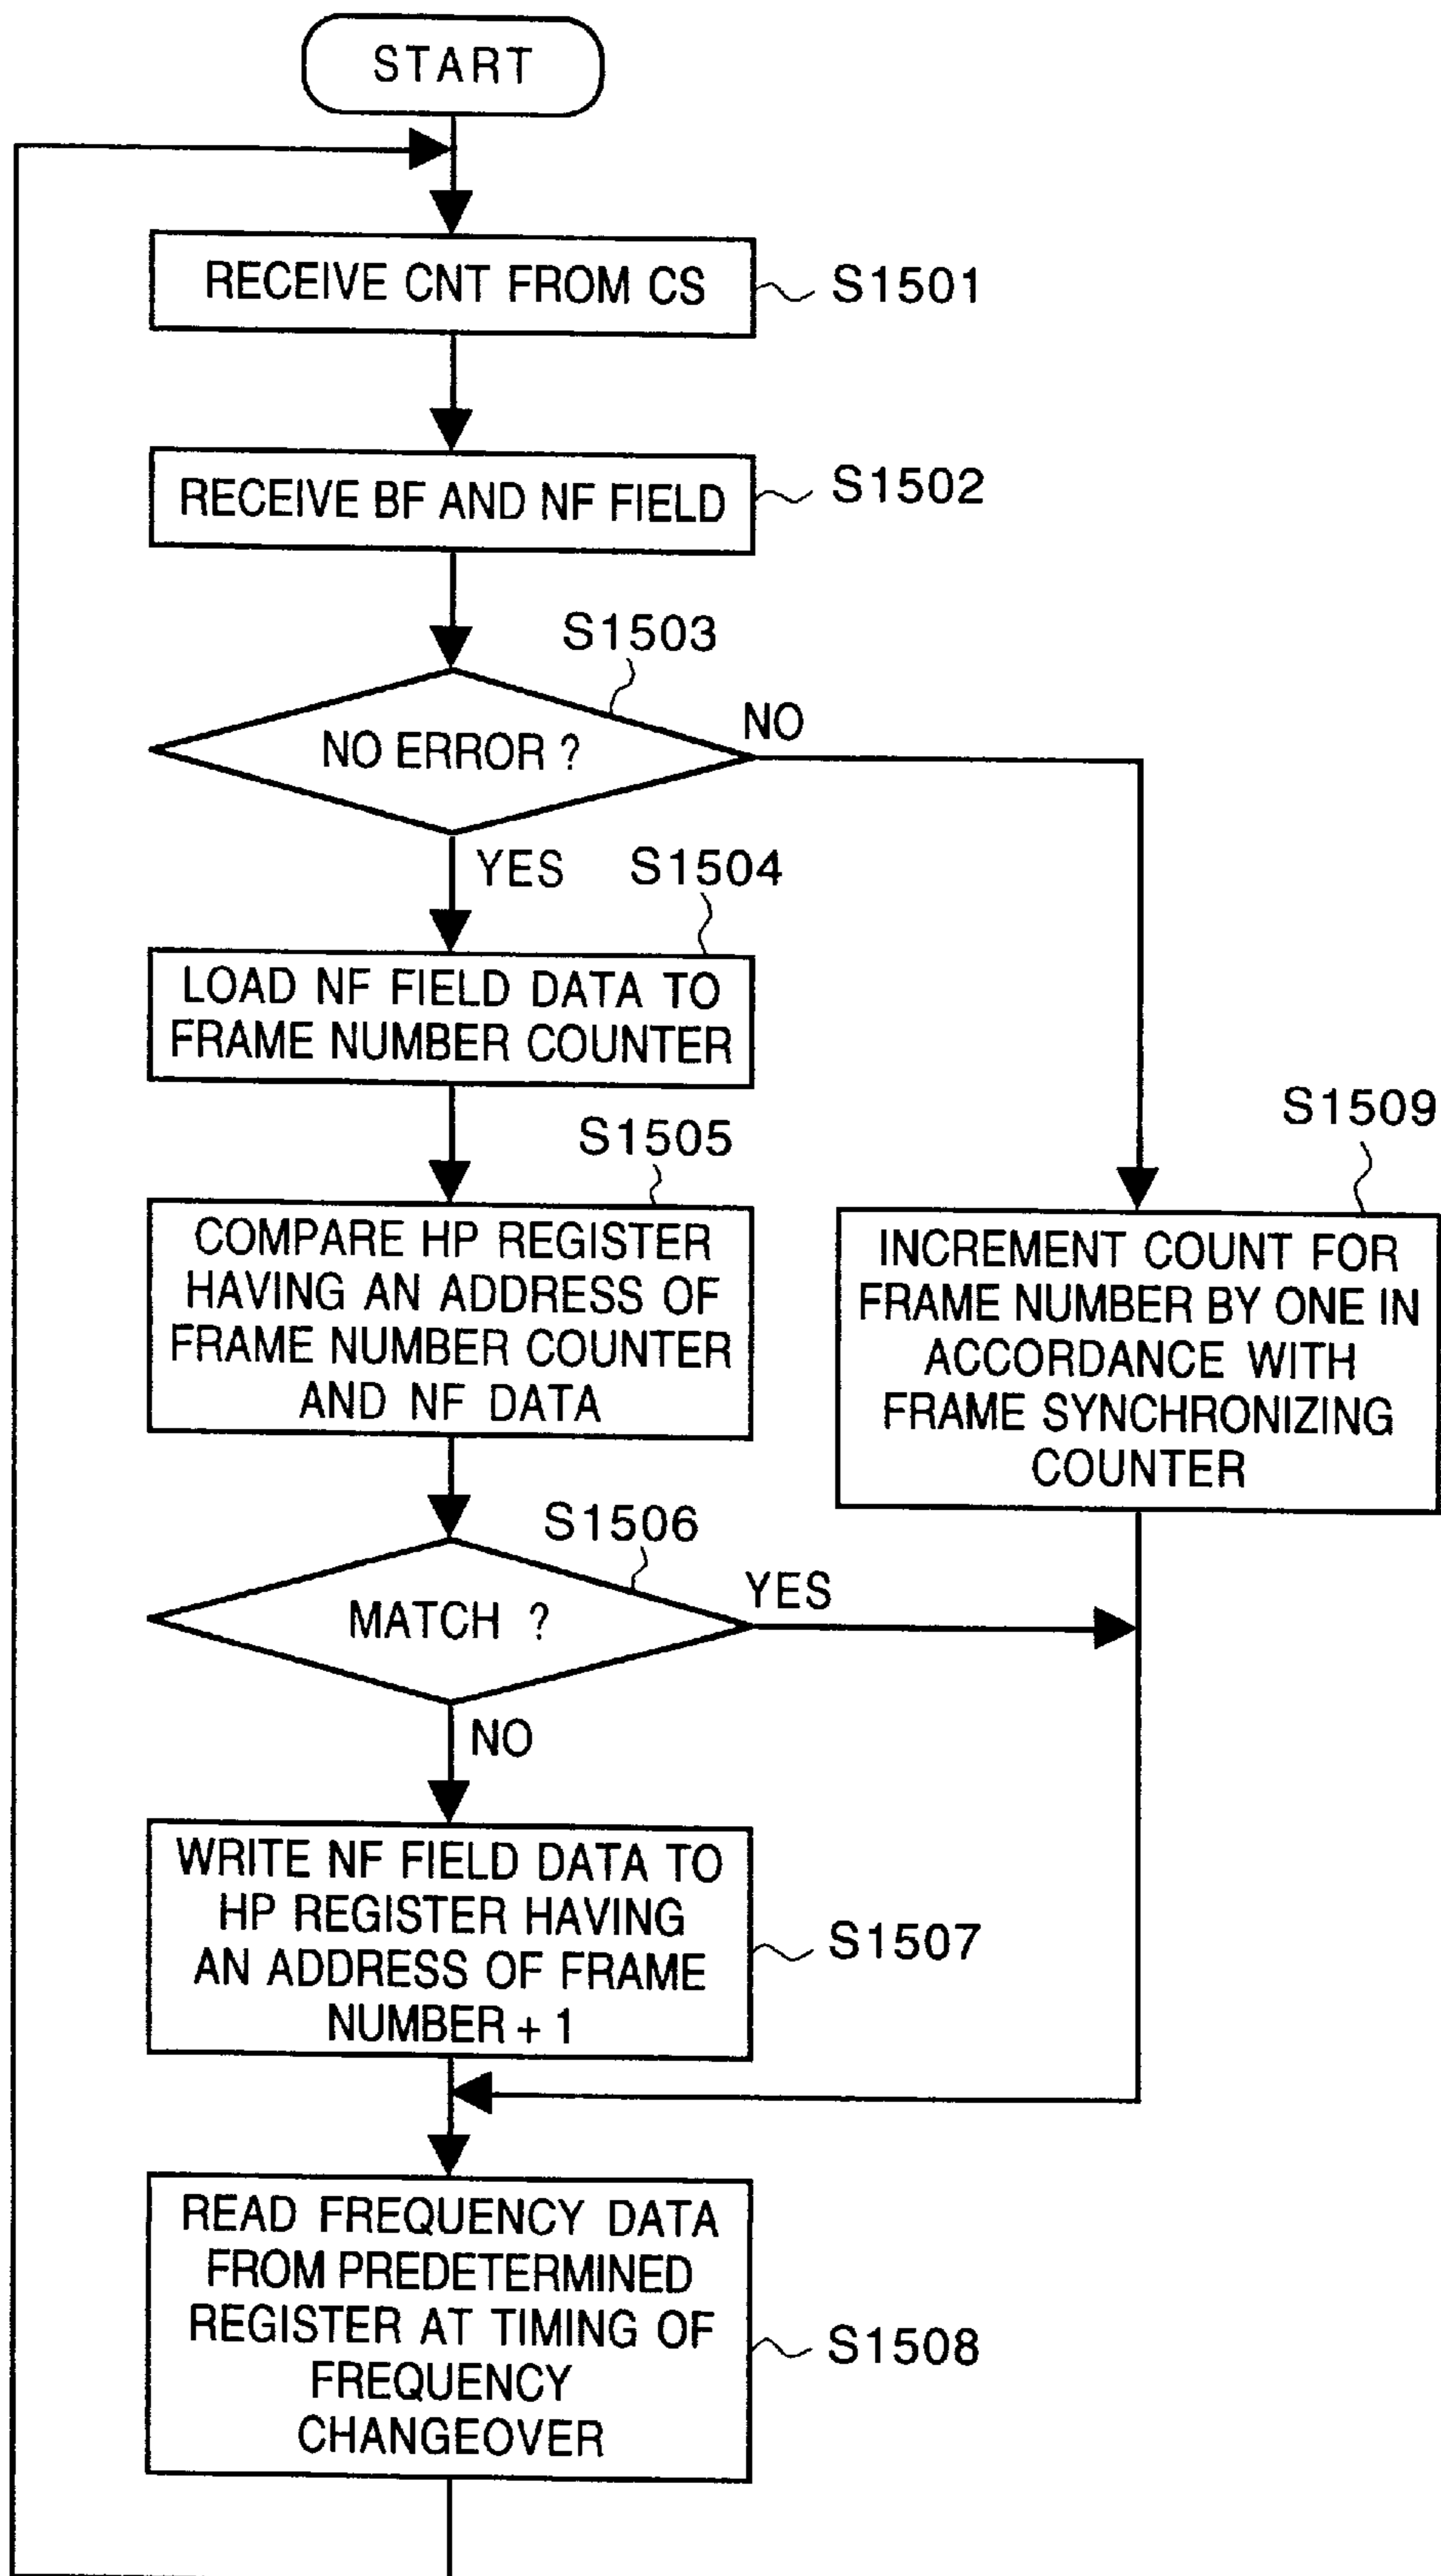 START
RECEIVE CNT FROM CS
S1501
RECEIVE BF AND NF FIELD
S1502
S1503
NO ERROR ?
NO
YES
S1504
LOAD NF FIELD DATA TO
FRAME NUMBER COUNTER
S1505
COMPARE HP REGISTER
HAVING AN ADDRESS OF
FRAME NUMBER COUNTER
AND NF DATA
S1509
INCREMENT COUNT FOR
FRAME NUMBER BY ONE IN
ACCORDANCE WITH
FRAME SYNCHRONIZING
COUNTER
S1506
MATCH ?
YES
NO
WRITE NF FIELD DATA TO
HP REGISTER HAVING
AN ADDRESS OF FRAME
NUMBER + 1
S1507
READ FREQUENCY DATA
FROM PREDETERMINED
REGISTER AT TIMING OF
FREQUENCY
CHANGEOVER
S1508